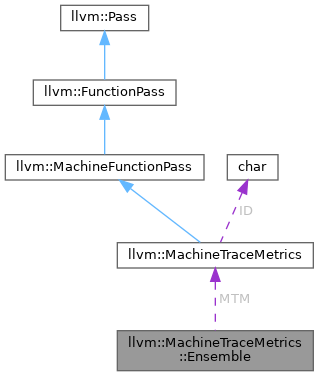 llvm::Pass
llvm::FunctionPass
llvm::MachineFunctionPass
char
ID
llvm::MachineTraceMetrics
MTM
llvm::MachineTraceMetrics
::Ensemble